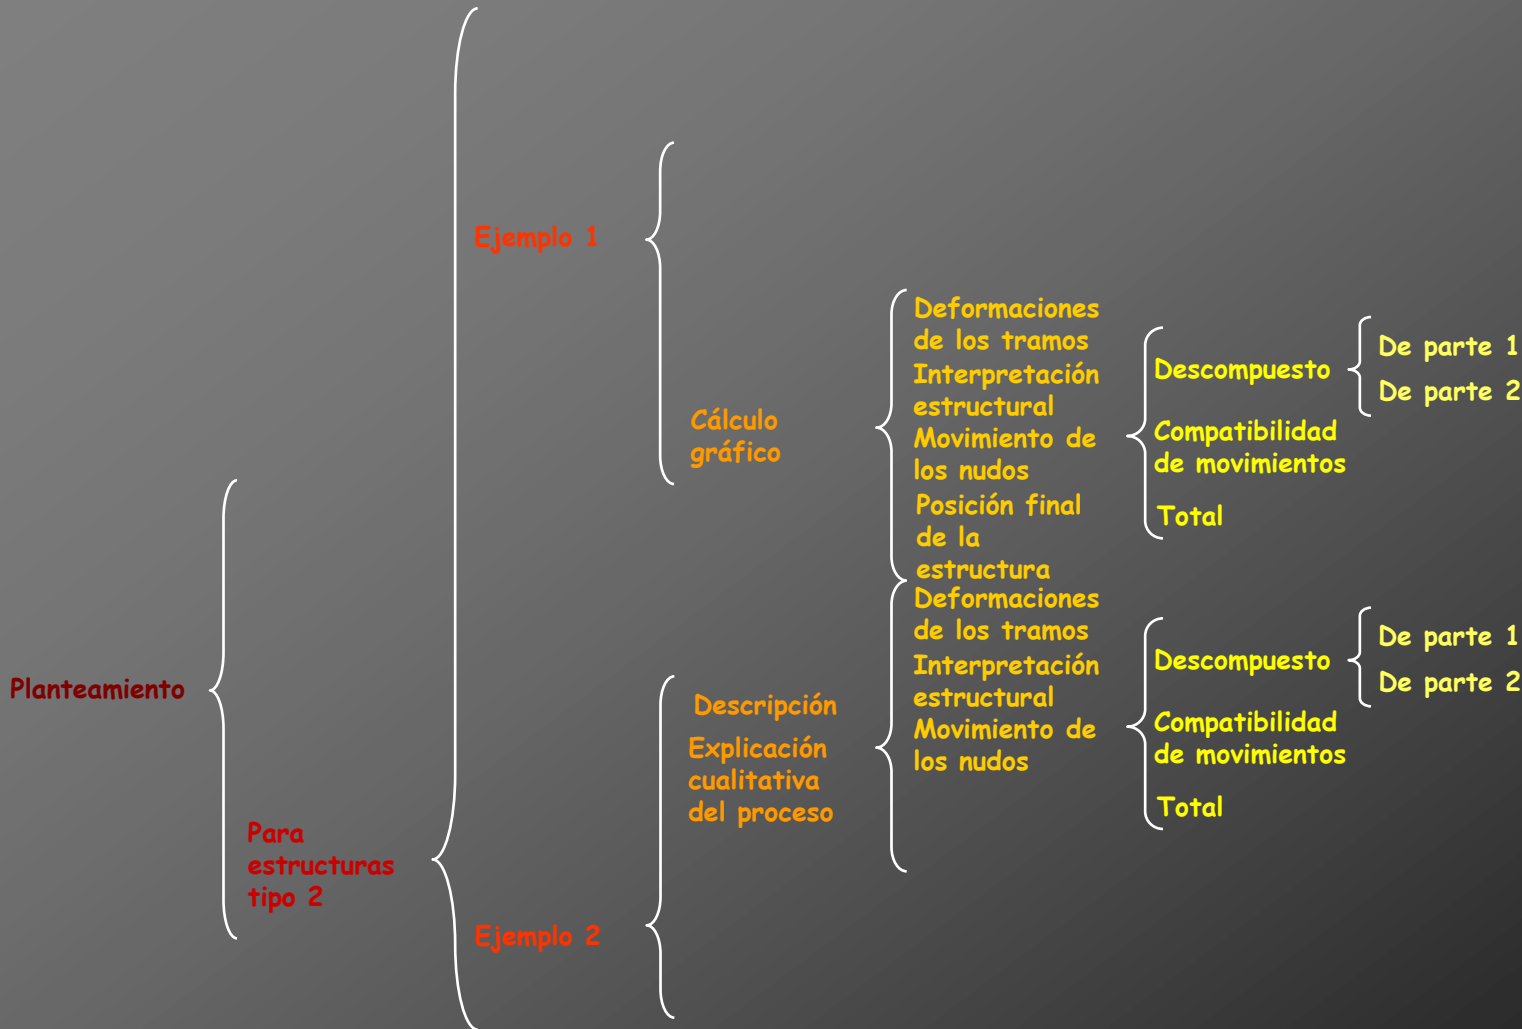 Planteamiento
Para
estructuras
tipo 2
Ejemplo 1
Cálculo
gráfico
Deformaciones
de los tramos
Interpretación
estructural
Movimiento de
los nudos
Posición final
de la
estructura
Descompuesto
De parte 1
De parte 2
Compatibilidad
de movimientos
Total
Ejemplo 2
Descripción
Explicación
cualitativa
del proceso
Deformaciones
de los tramos
Interpretación
estructural
Movimiento de
los nudos
Descompuesto
De parte 1
De parte 2
Compatibilidad
de movimientos
Total